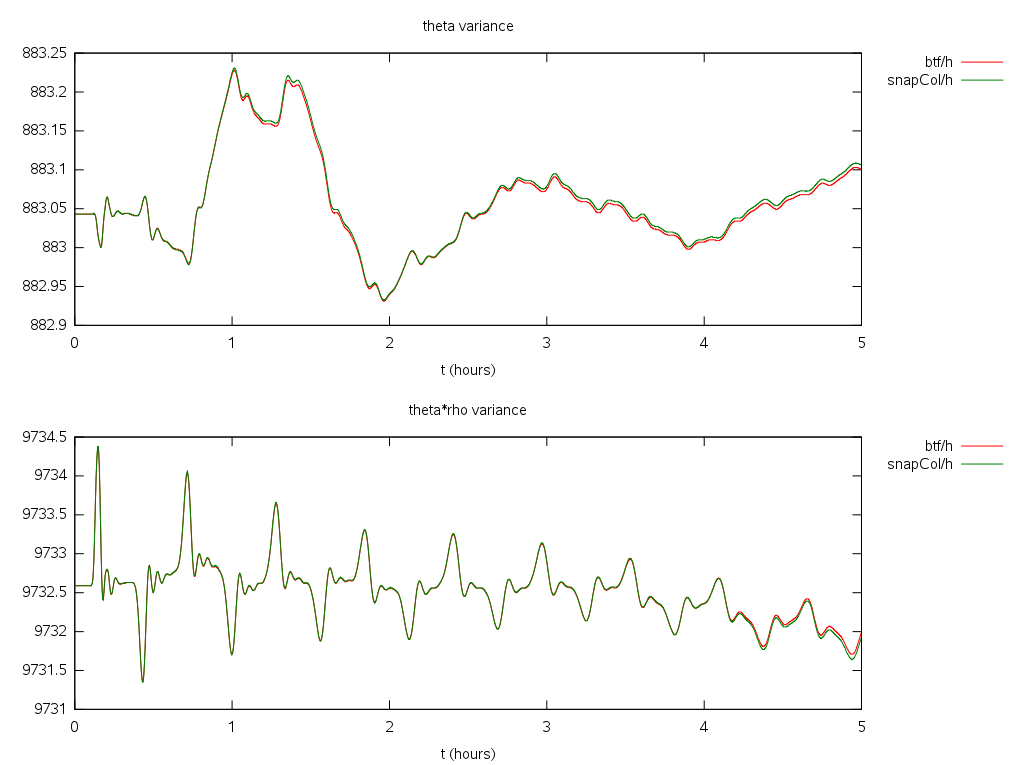 theta variance
883.25
883.2
883.15
883.1
883.05
883
882.95
882.9
0 1 2 3 4 5
t (hours)
btf/h
snapCol/h
theta*rho variance
9734.5
9734
9733.5
9733
9732.5
9732
9731.5
9731
0 1 2 3 4 5
t (hours)
btf/h
snapCol/h